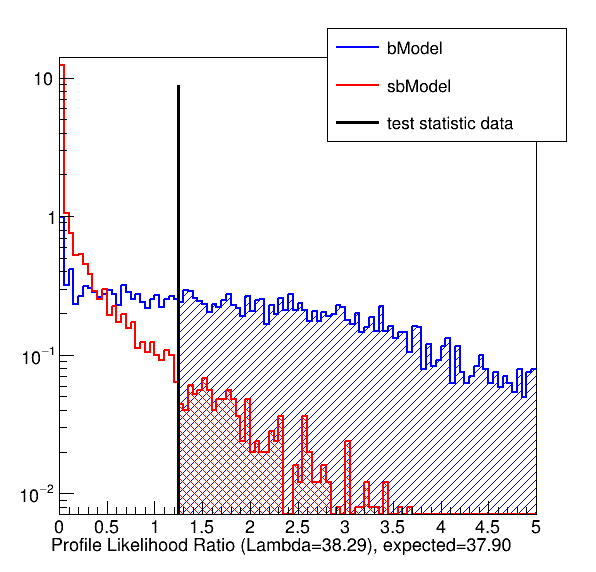 bModel
sbModel
test statistic data
10
1
10⁻¹
10⁻²
0 0.5 1 1.5 2 2.5 3 3.5 4 4.5 5
Profile Likelihood Ratio (Lambda=38.29), expected=37.90